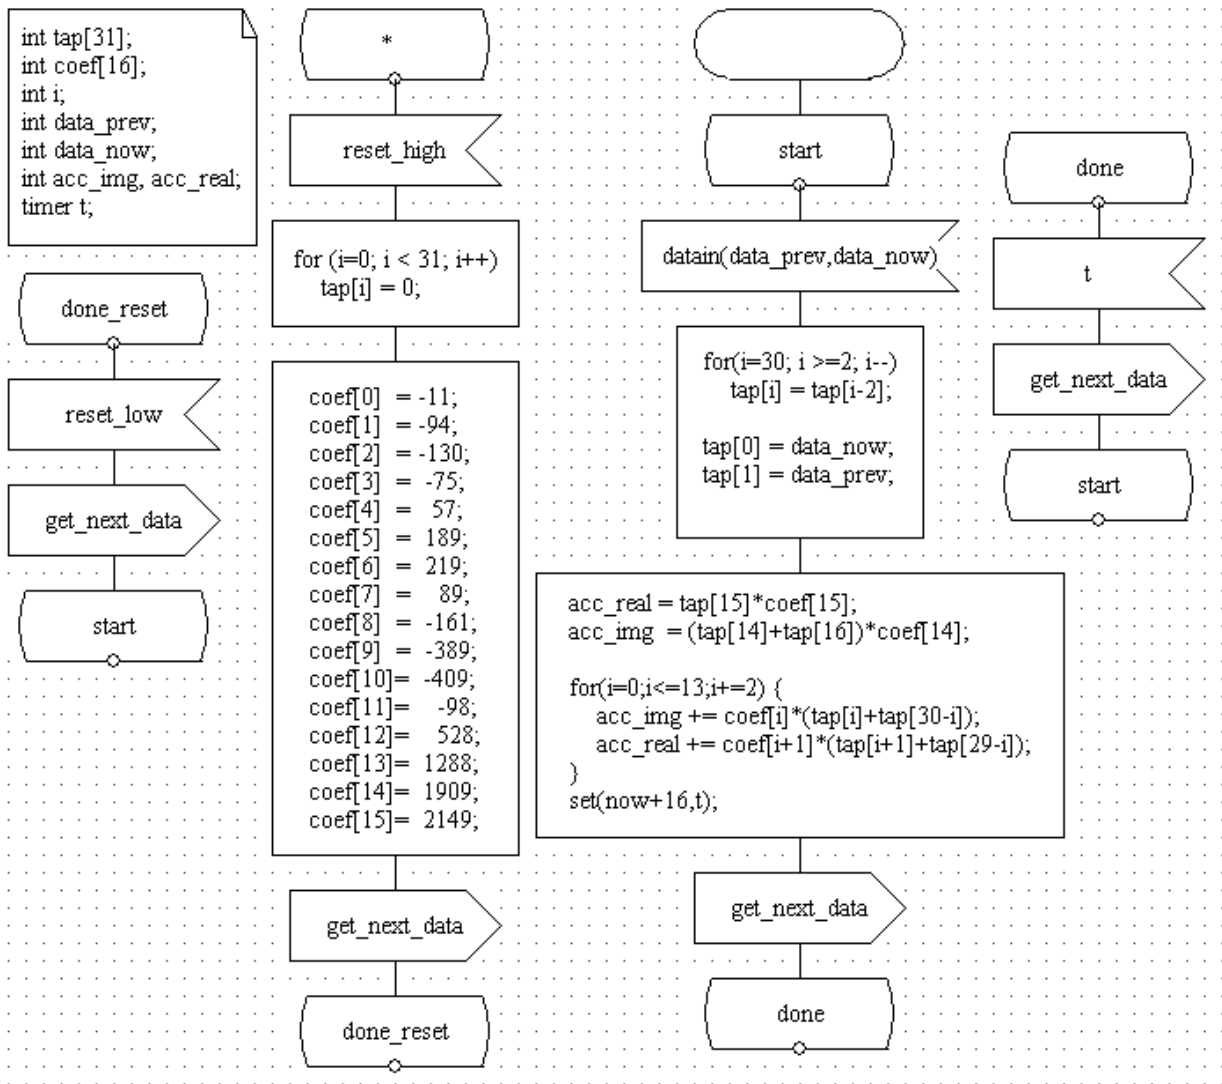 int tap[31];
int coef[16];
int i;
int data_prev;
int data_now;
int acc_img, acc_real;
timer t;
done_reset
reset_low
get_next_data
start
*
reset_high
for (i=0; i < 31; i++)
tap[i] = 0;
coef[0] = -11;
coef[1] = -94;
coef[2] = -130;
coef[3] = -75;
coef[4] = 57;
coef[5] = 189;
coef[6] = 219;
coef[7] = 89;
coef[8] = -161;
coef[9] = -389;
coef[10]= -409;
coef[11]= -98;
coef[12]= 528;
coef[13]= 1288;
coef[14]= 1909;
coef[15]= 2149;
get_next_data
done_reset
start
datain(data_prev,data_now)
for(i=30; i >=2; i--)
tap[i] = tap[i-2];
tap[0] = data_now;
tap[1] = data_prev;
acc_real = tap[15]*coef[15];
acc_img = (tap[14]+tap[16])*coef[14];
for(i=0;i<=13;i+=2) {
acc_img += coef[i]*(tap[i]+tap[30-i]);
acc_real += coef[i+1]*(tap[i+1]+tap[29-i]);
}
set(now+16,t);
get_next_data
done
done
t
get_next_data
start